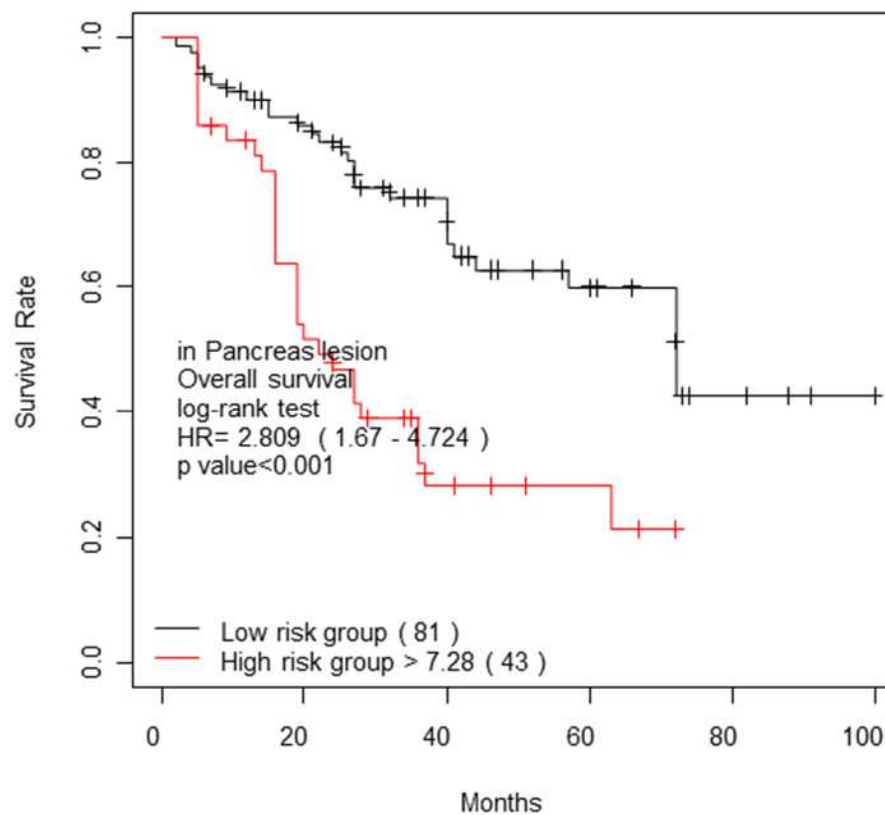 1.0
0.8
0.6
0.4
0.2
0.0
Survival Rate
in Pancreas lesion
Overall survival
log-rank test
HR= 2.809 ( 1.67 - 4.724 )
p value<0.001
Low risk group ( 81 )
High risk group > 7.28 ( 43 )
0 20 40 60 80 100
Months